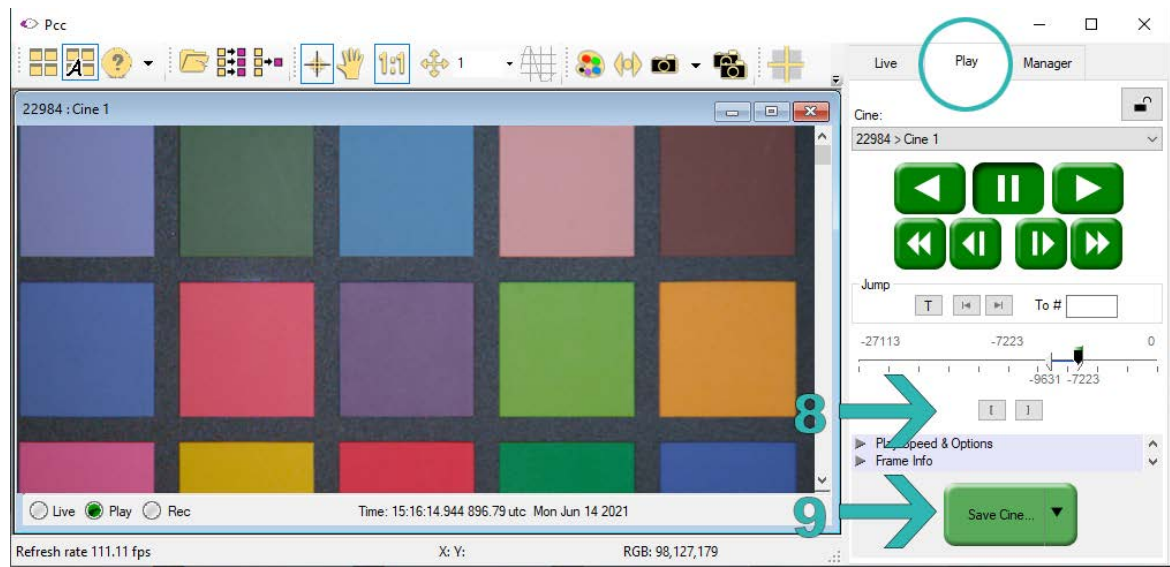 Pcc
A
?
1:1
1
Live
Play
Manager
22984 : Cine 1
Cine:
22984 > Cine 1
Jump
T
To #
-27113
-7223
0
-9631
-7223
8
[
]
Play Speed & Options
Frame Info
9
Save Cine...
Live
Play
Rec
Time: 15:16:14.944 896.79 utc Mon Jun 14 2021
Refresh rate 111.11 fps
X: Y:
RGB: 98,127,179